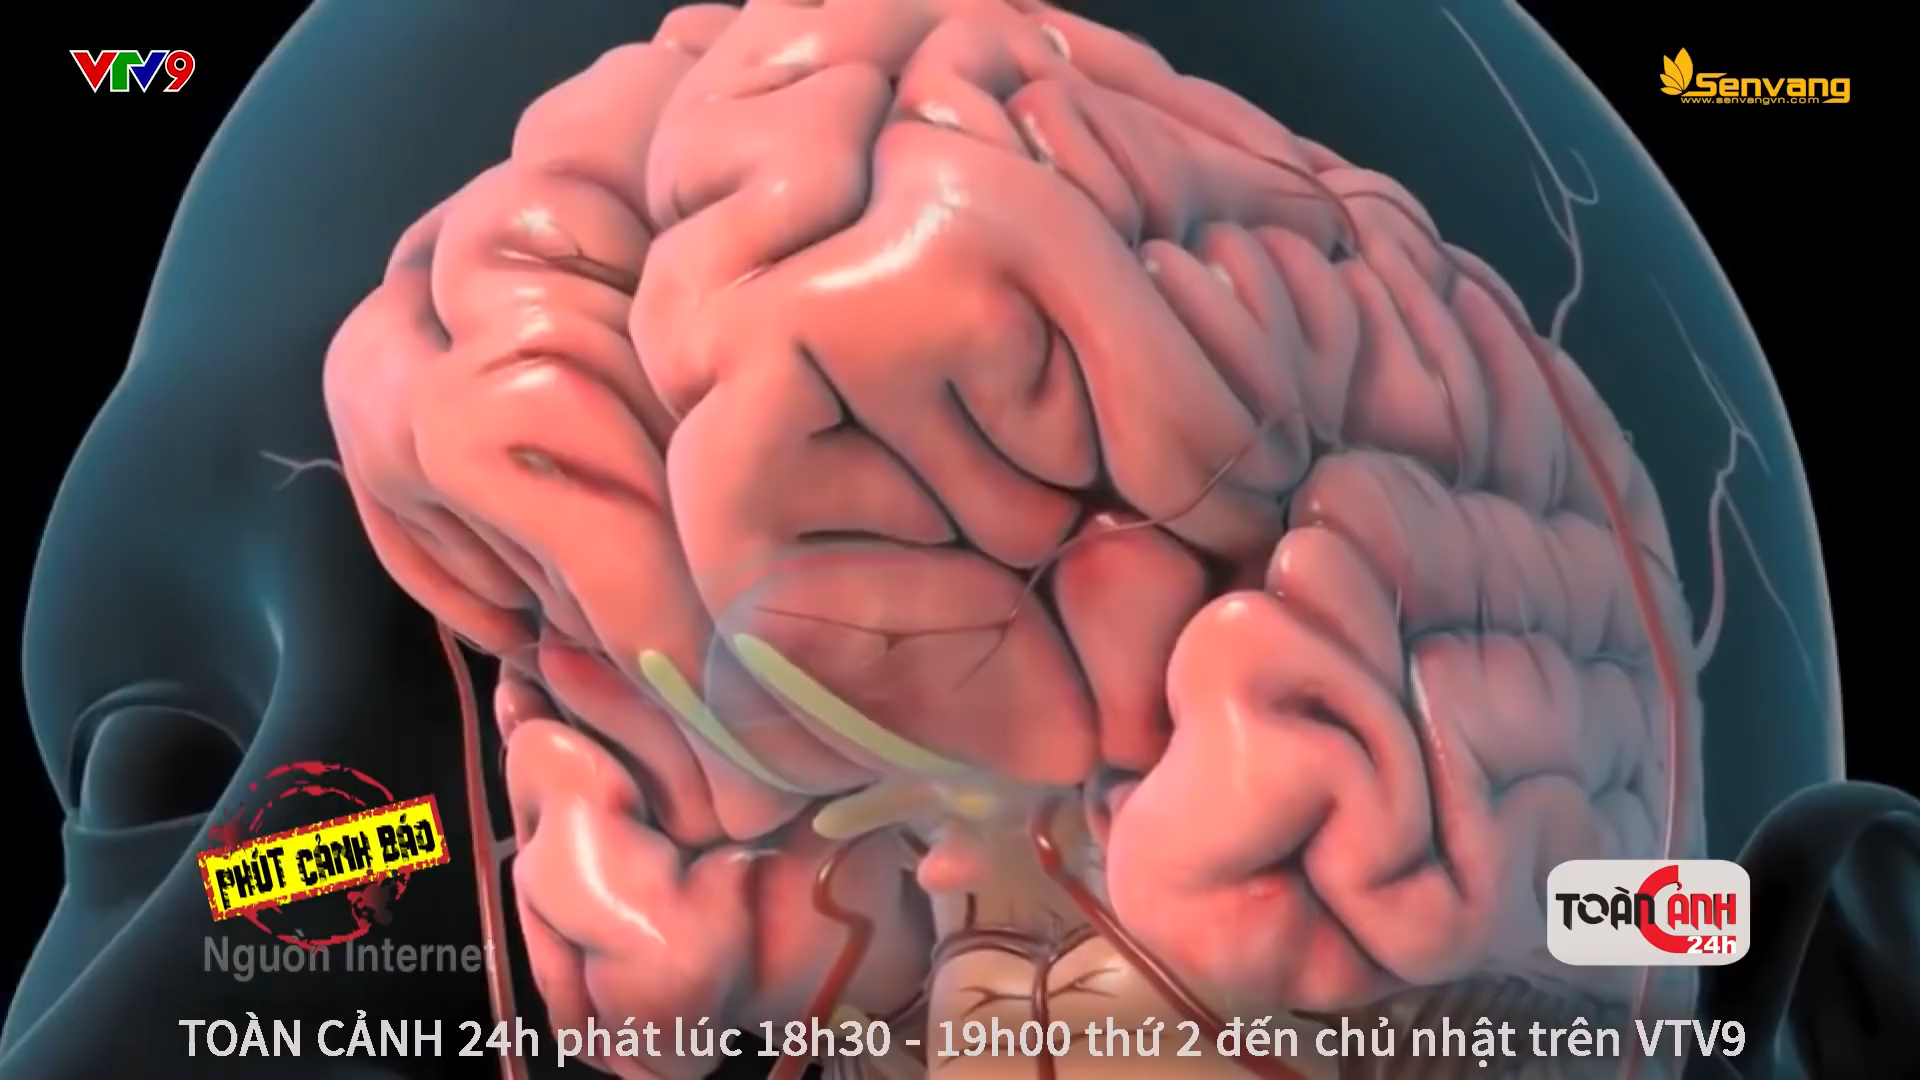 VTV9
Senvang
www.senvangvn.com
PHÚT CẢNH BÁO
Nguồn Internet
TOÀN CẢNH
24h
TOÀN CẢNH 24h phát lúc 18h30 - 19h00 thứ 2 đến chủ nhật trên VTV9